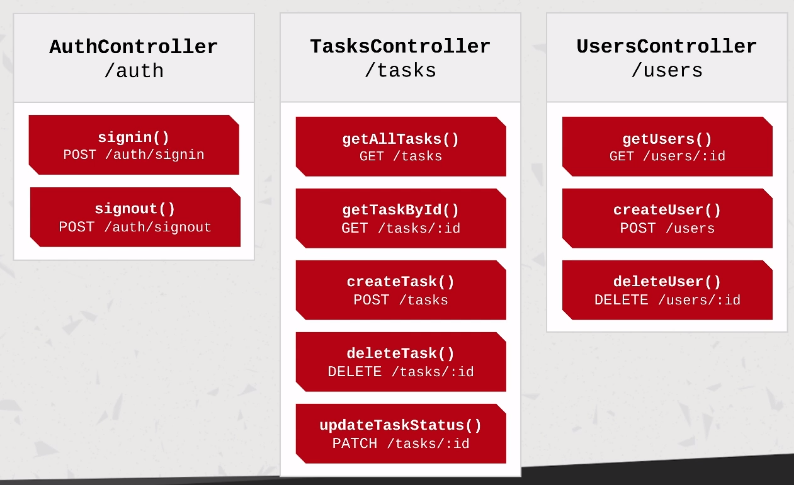 AuthController
/auth
signin()
POST /auth/signin
signout()
POST /auth/signout
TasksController
/tasks
getAllTasks()
GET /tasks
getTaskById()
GET /tasks/:id
createTask()
POST /tasks
deleteTask()
DELETE /tasks/:id
updateTaskStatus()
PATCH /tasks/:id
UsersController
/users
getUsers()
GET /users/:id
createUser()
POST /users
deleteUser()
DELETE /users/:id